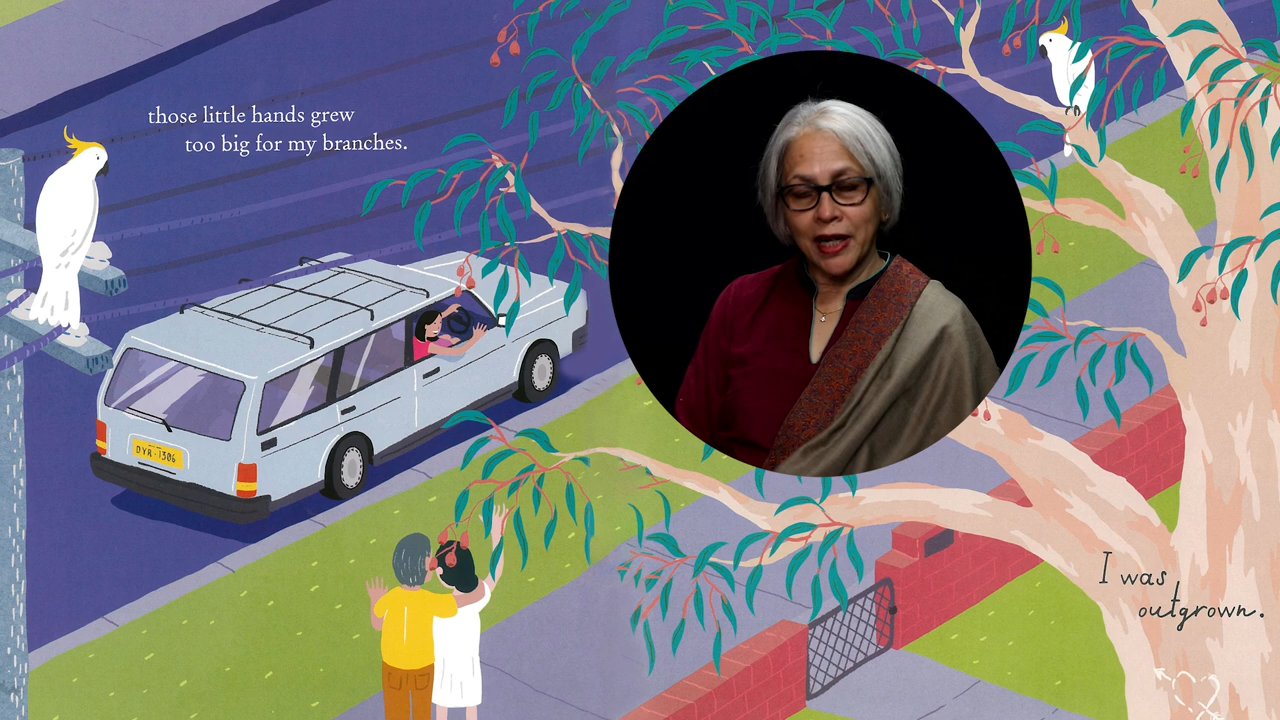 those little hands grew
too big for my branches.
DYR-1306
I was
outgrown.